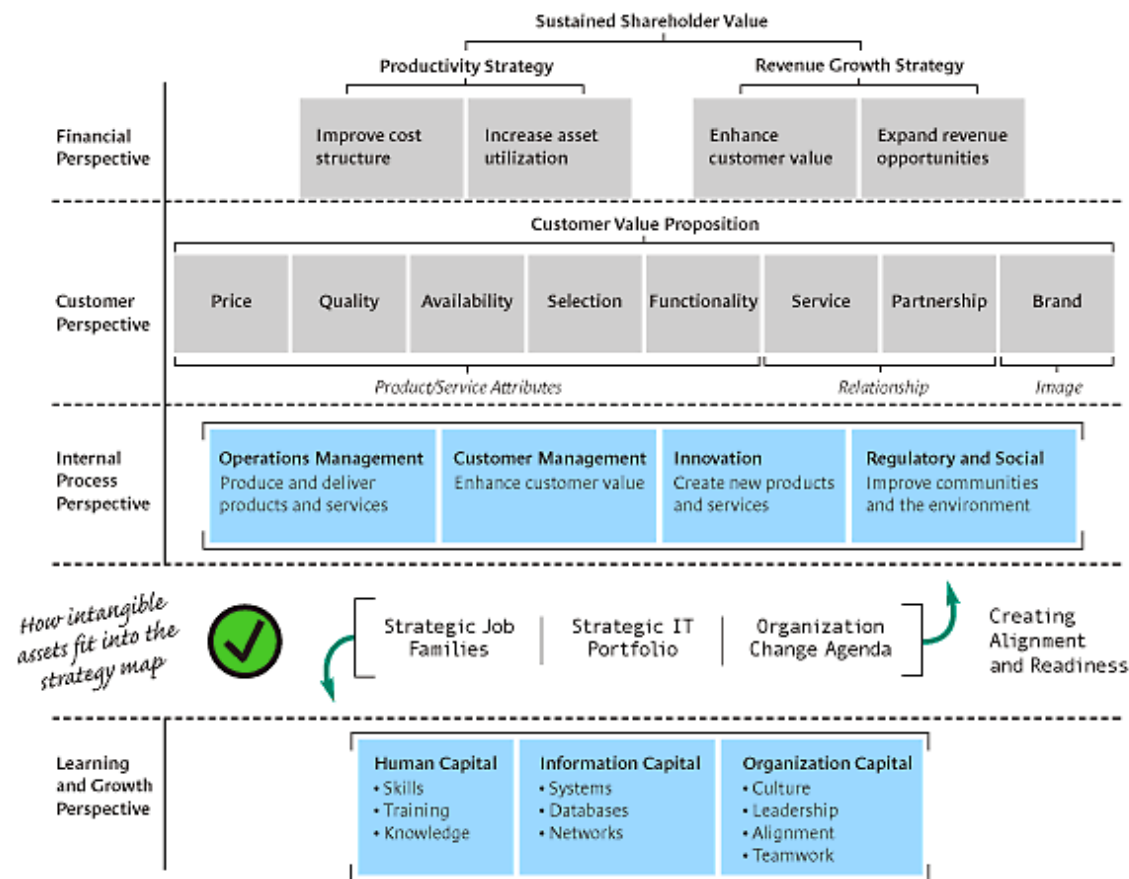 Sustained Shareholder Value
Productivity Strategy
Revenue Growth Strategy
Financial
Perspective
Improve cost
structure
Increase asset
utilization
Enhance
customer value
Expand revenue
opportunities
Customer Value Proposition
Customer
Perspective
Price
Quality
Availability
Selection
Functionality
Service
Partnership
Brand
Product/Service Attributes
Relationship
Image
Internal
Process
Perspective
Operations Management
Produce and deliver
products and services
Customer Management
Enhance customer value
Innovation
Create new products
and services
Regulatory and Social
Improve communities
and the environment
How intangible
assets fit into the
strategy map
Strategic Job
Families
Strategic IT
Portfolio
Organization
Change Agenda
Creating
Alignment
and Readiness
Learning
and Growth
Perspective
Human Capital
• Skills
• Training
• Knowledge
Information Capital
• Systems
• Databases
• Networks
Organization Capital
• Culture
• Leadership
• Alignment
• Teamwork